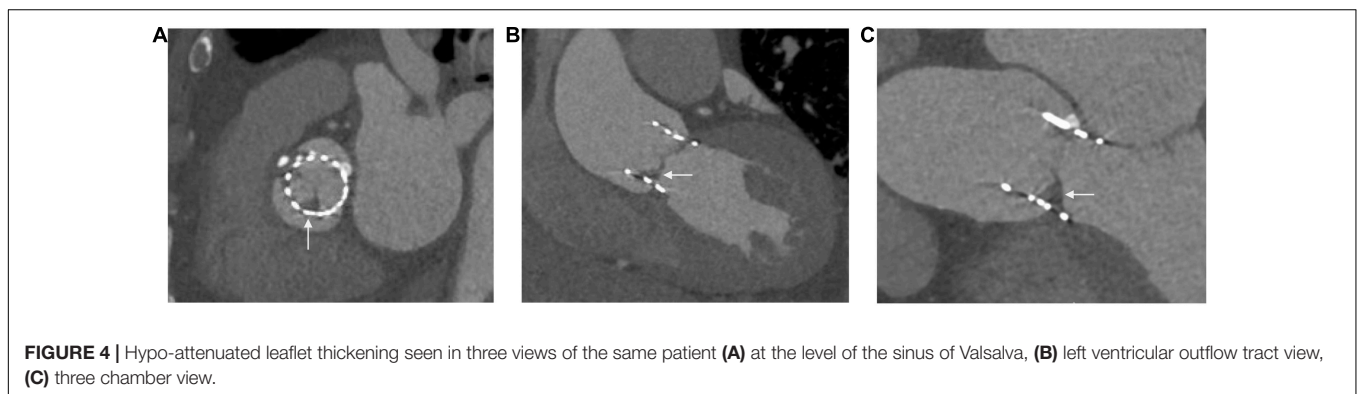 A B C
FIGURE 4 | Hypo-attenuated leaflet thickening seen in three views of the same patient (A) at the level of the sinus of Valsalva, (B) left ventricular outflow tract view,
(C) three chamber view.